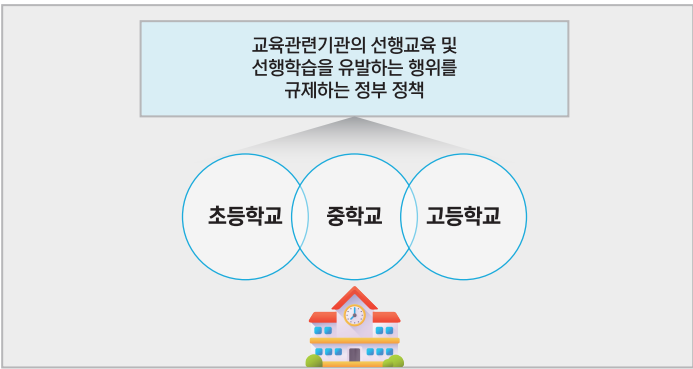 교육관련기관의 선행교육 및
선행학습을 유발하는 행위를
규제하는 정부 정책
초등학교 중학교 고등학교